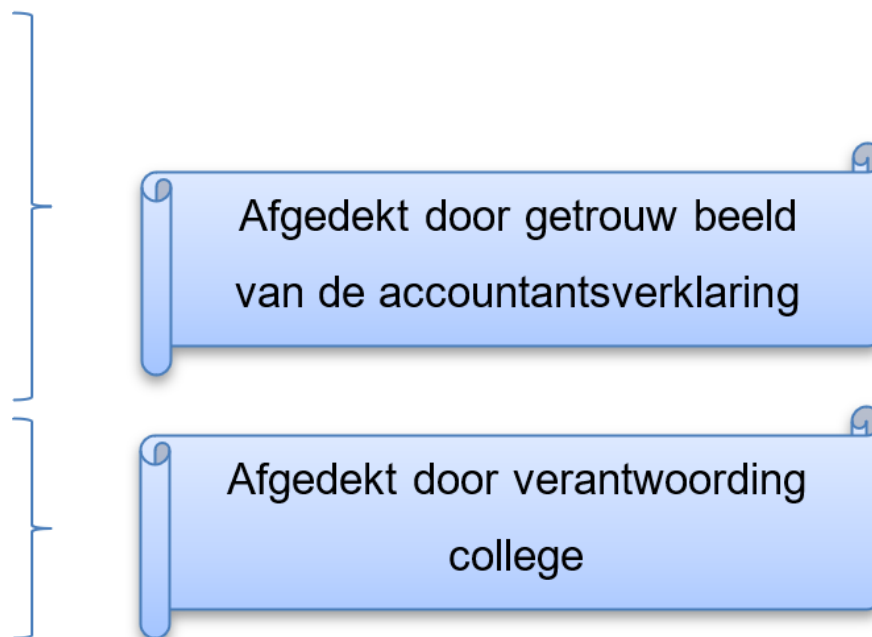 Afgedekt door getrouw beeld
van de accountantsverklaring
Afgedekt door verantwoording
college